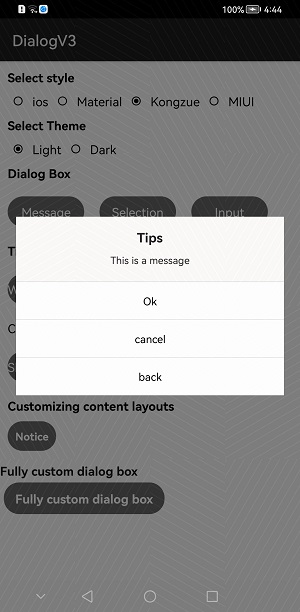 100% 4:44
DialogV3
Select style
ios Material Kongzue MIUI
Select Theme
Light Dark
Dialog Box
Message Selection Input
Tips
This is a message
Ok
cancel
back
Customizing content layouts
Notice
Fully custom dialog box
Fully custom dialog box